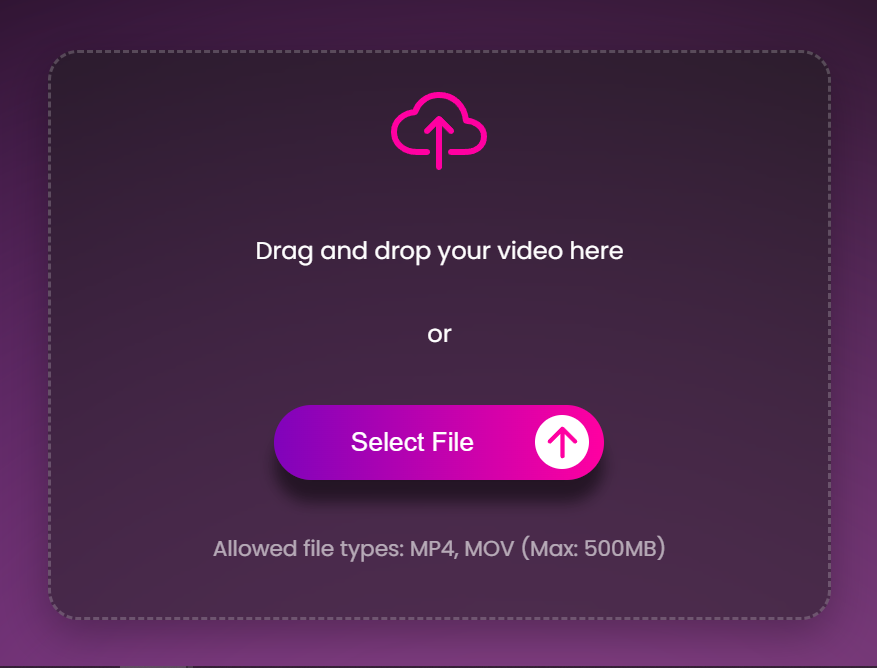 Drag and drop your video here
or
Select File
Allowed file types: MP4, MOV (Max: 500MB)